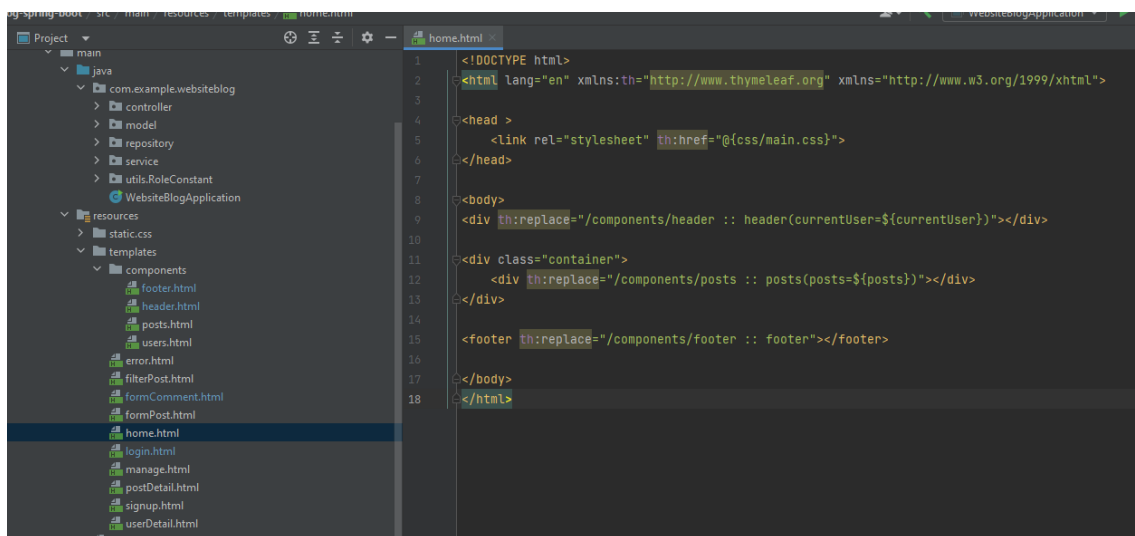 og-spring-boot / src / main / resources / templates / home.html
WebsiteBlogApplication
Project
home.html
main
java
com.example.websiteblog
controller
model
repository
service
utils.RoleConstant
WebsiteBlogApplication
resources
static.css
templates
components
footer.html
header.html
posts.html
users.html
error.html
filterPost.html
formComment.html
formPost.html
home.html
login.html
manage.html
postDetail.html
signup.html
userDetail.html
1 <!DOCTYPE html>
2 <html lang="en" xmlns:th="http://www.thymeleaf.org" xmlns="http://www.w3.org/1999/xhtml">
3
4 <head >
5 <link rel="stylesheet" th:href="@{css/main.css}">
6 </head>
7
8 <body>
9 <div th:replace="/components/header :: header(currentUser=${currentUser})"></div>
10
11 <div class="container">
12 <div th:replace="/components/posts :: posts(posts=${posts})"></div>
13 </div>
14
15 <footer th:replace="/components/footer :: footer"></footer>
16
17 </body>
18 </html>